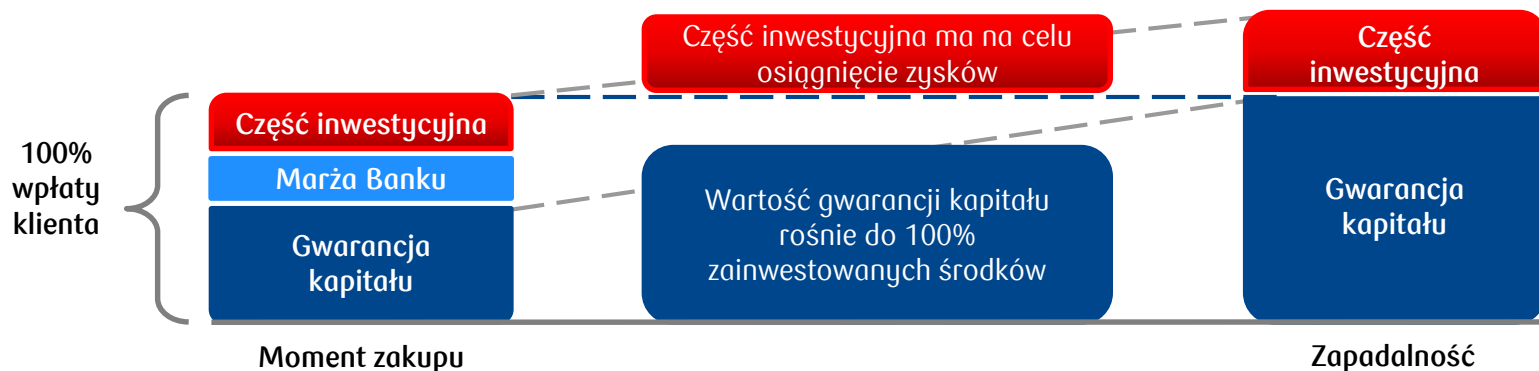 100%
wpłaty
klienta
Część inwestycyjna
Marża Banku
Gwarancja
kapitału
Moment zakupu
Część inwestycyjna ma na celu
osiągnięcie zysków
Wartość gwarancji kapitału
rośnie do 100%
zainwestowanych środków
Część
inwestycyjna
Gwarancja
kapitału
Zapadalność